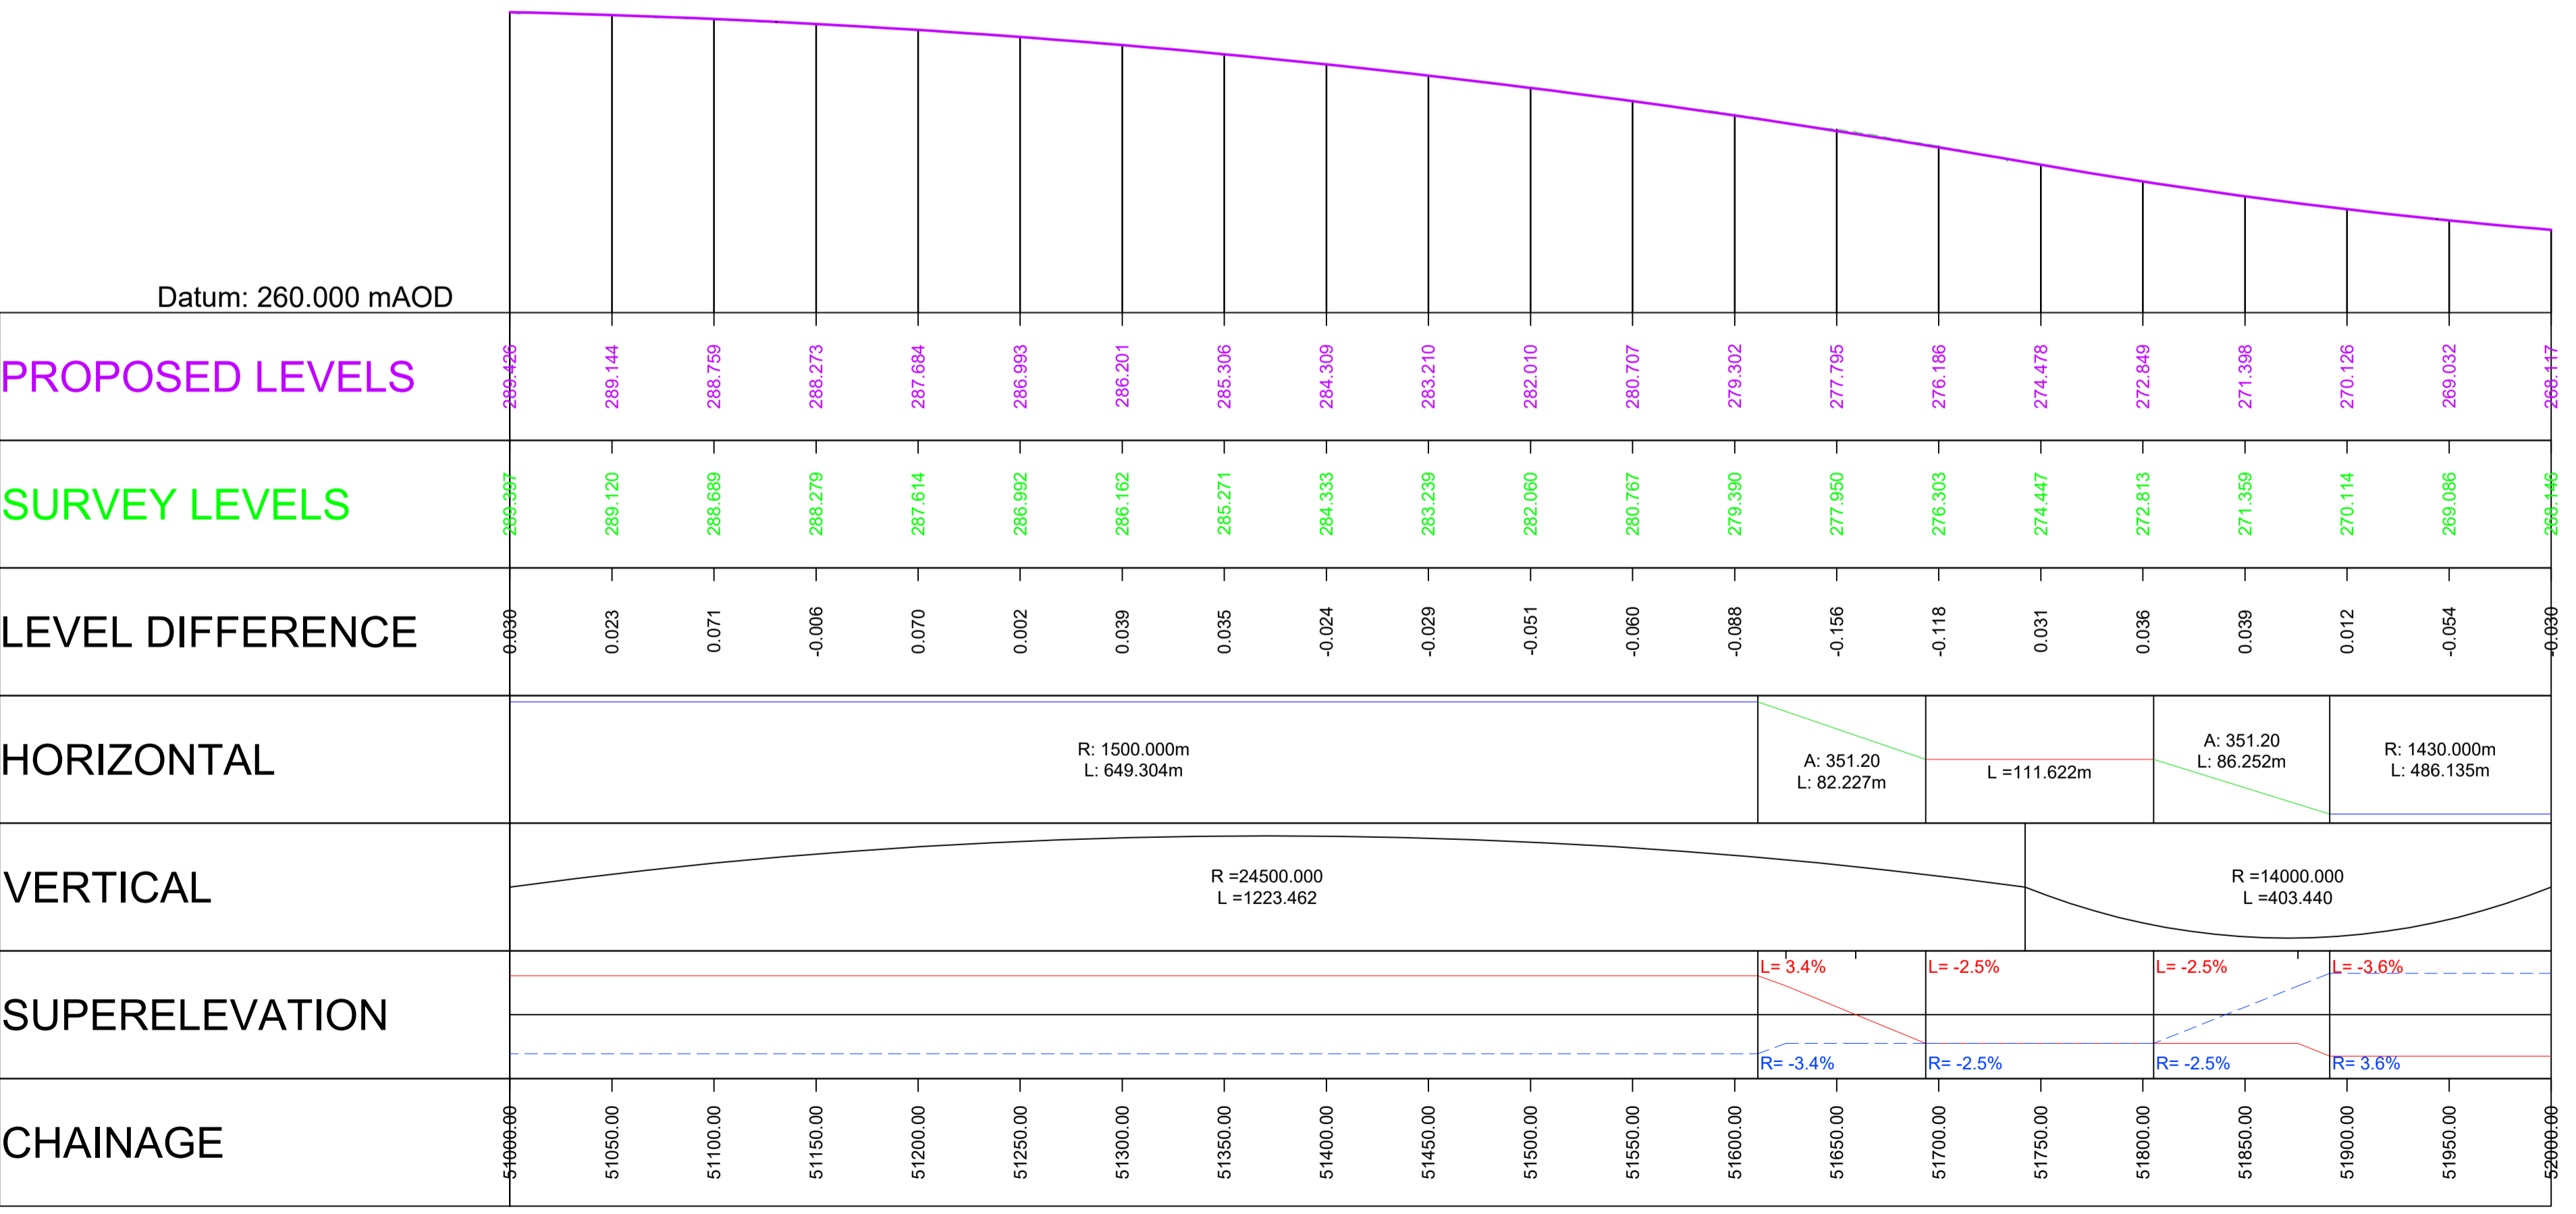 Datum: 260.000 mAOD
PROPOSED LEVELS
289.426 289.144 288.759 288.273 287.684 286.993 286.201 285.306 284.309 283.210 282.010 280.707 279.302 277.795 276.186 274.478 272.849 271.398 270.126 269.032 268.117
SURVEY LEVELS
289.397 289.120 288.689 288.279 287.614 286.992 286.162 285.271 284.333 283.239 282.060 280.767 279.390 277.950 276.303 274.447 272.813 271.359 270.114 269.086 268.146
LEVEL DIFFERENCE
0.030 0.023 0.071 -0.006 0.070 0.002 0.039 0.035 -0.024 -0.029 -0.051 -0.060 -0.088 -0.156 -0.118 0.031 0.036 0.039 0.012 -0.054 -0.030
HORIZONTAL
R: 1500.000m
L: 649.304m
A: 351.20
L: 82.227m
L =111.622m
A: 351.20
L: 86.252m
R: 1430.000m
L: 486.135m
VERTICAL
R =24500.000
L =1223.462
R =14000.000
L =403.440
SUPERELEVATION
L= 3.4%
L= -2.5%
L= -2.5%
L= -3.6%
R= -3.4%
R= -2.5%
R= -2.5%
R= 3.6%
CHAINAGE
51000.00 51050.00 51100.00 51150.00 51200.00 51250.00 51300.00 51350.00 51400.00 51450.00 51500.00 51550.00 51600.00 51650.00 51700.00 51750.00 51800.00 51850.00 51900.00 51950.00 52000.00